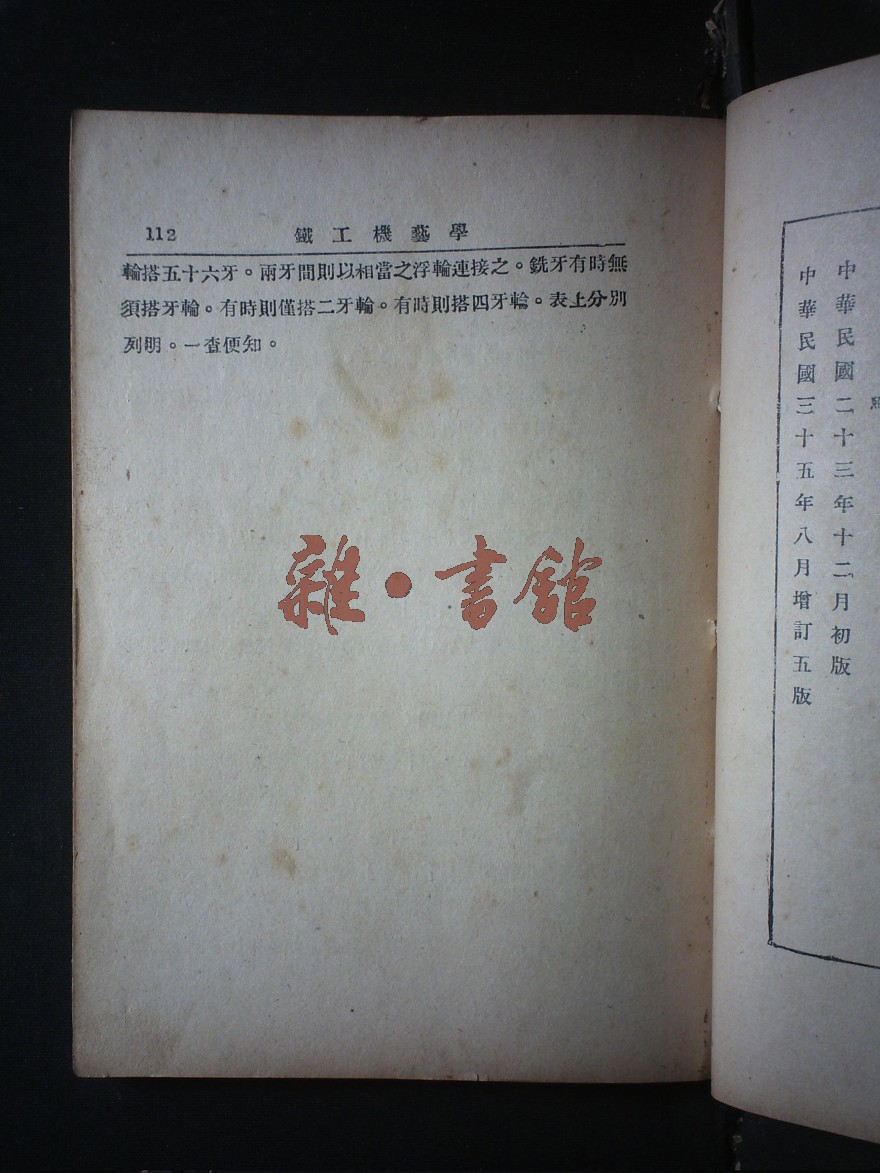 112 鐵工機藝學
輪搭五十六牙。兩牙間則以相當之浮輪連接之。銑牙有時無
須搭牙輪。有時則僅搭二牙輪。有時則搭四牙輪。表上分別
列明。一查便知。
雜·書舘
中華民國二十三年十二月初版
中華民國三十五年八月增訂五版